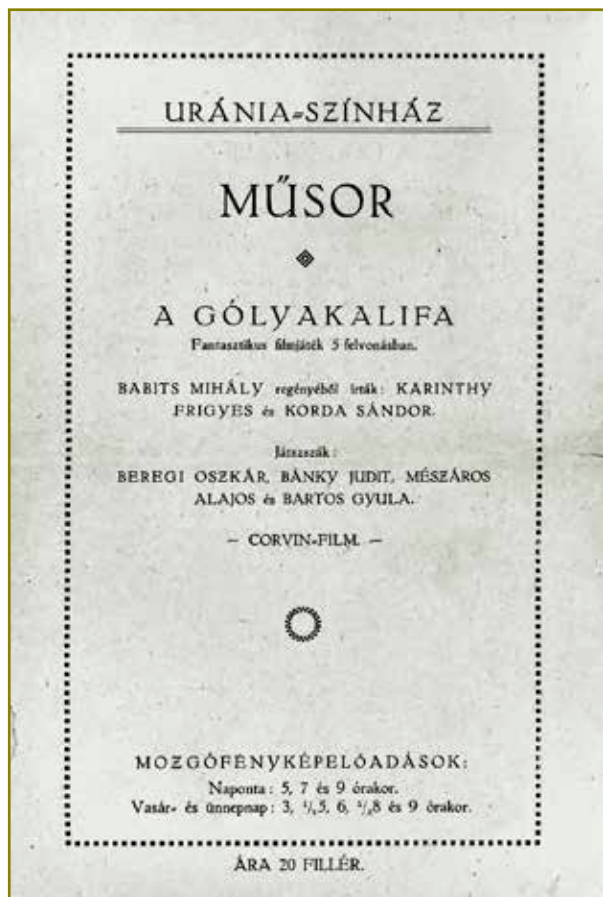 URÁNIA=SZÍNHÁZ
MŰSOR
A GÓLYAKALIFA
Fantasztikus filmjáték 5 felvonásban.
BABITS MIHÁLY regényéből írták: KARINTHY
FRIGYES és KORDA SÁNDOR.
Játszszák:
BEREGI OSZKÁR, BÁNKY JUDIT, MÉSZÁROS
ALAJOS és BARTOS GYULA.
— CORVIN=FILM. —
MOZGÓFÉNYKÉPELŐADÁSOK:
Naponta: 5, 7 és 9 órakor.
Vasár- és ünnepnap: 3, ½5, 6, ½8 és 9 órakor.
ÁRA 20 FILLÉR.